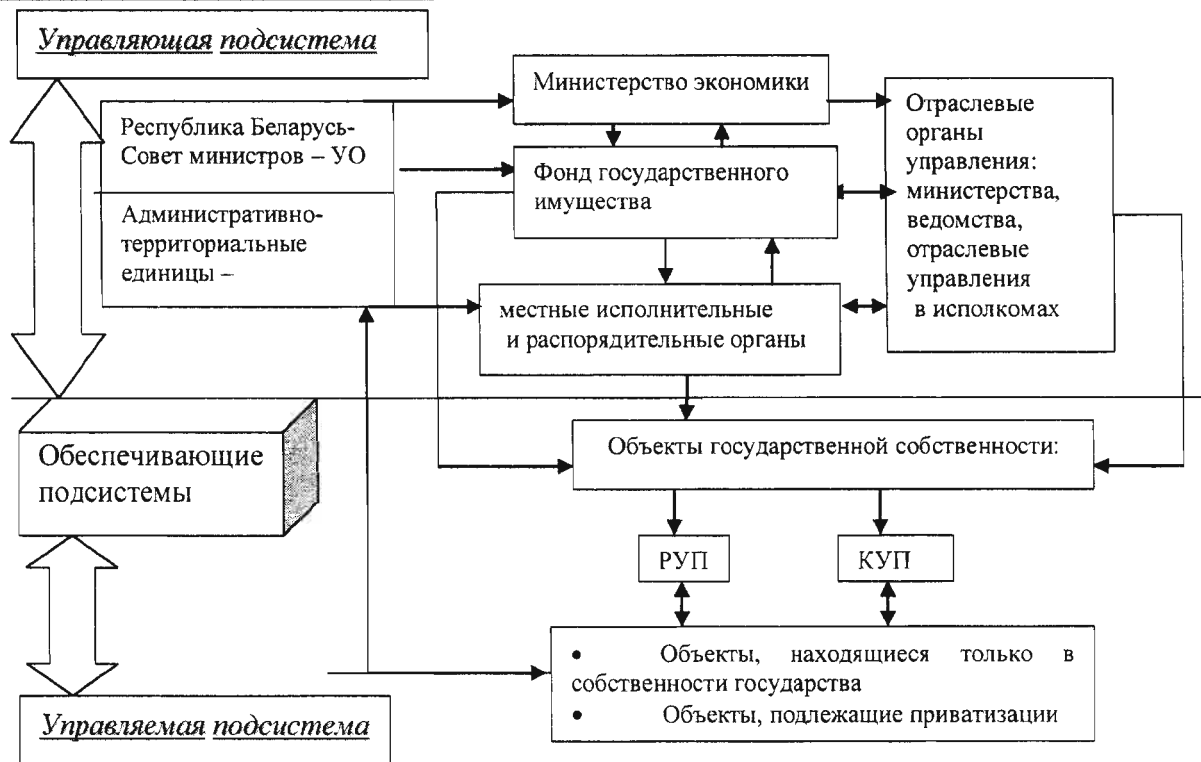 Управляющая подсистема
Министерство экономики
Республика Беларусь-
Совет министров – УО
Административно-
территориальные
единицы –
Фонд государственного
имущества
местные исполнительные
и распорядительные органы
Отраслевые
органы
управления:
министерства,
ведомства,
отраслевые
управления
в исполкомах
Обеспечивающие
подсистемы
Объекты государственной собственности:
РУП
КУП
• Объекты, находящиеся только в
собственности государства
• Объекты, подлежащие приватизации
Управляемая подсистема